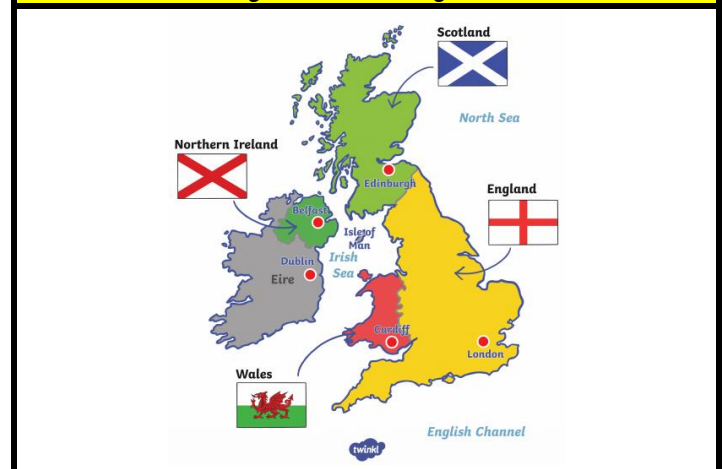 Scotland
North Sea
Northern Ireland
Edinburgh
England
Belfast
Isle of
Man
Dublin
Irish
Sea
Eire
Cardiff
London
Wales
English Channel
twinkl